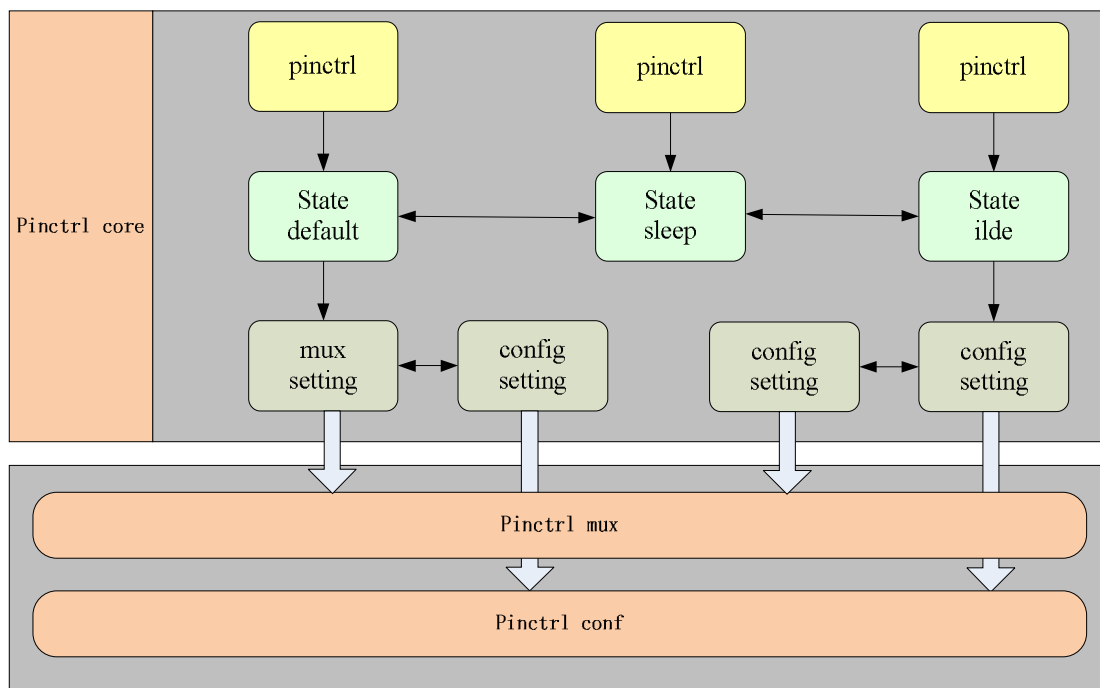 pinctrl
pinctrl
pinctrl
Pinctrl core
State
default
State
sleep
State
ilde
mux
setting
config
setting
config
setting
config
setting
Pinctrl mux
Pinctrl conf